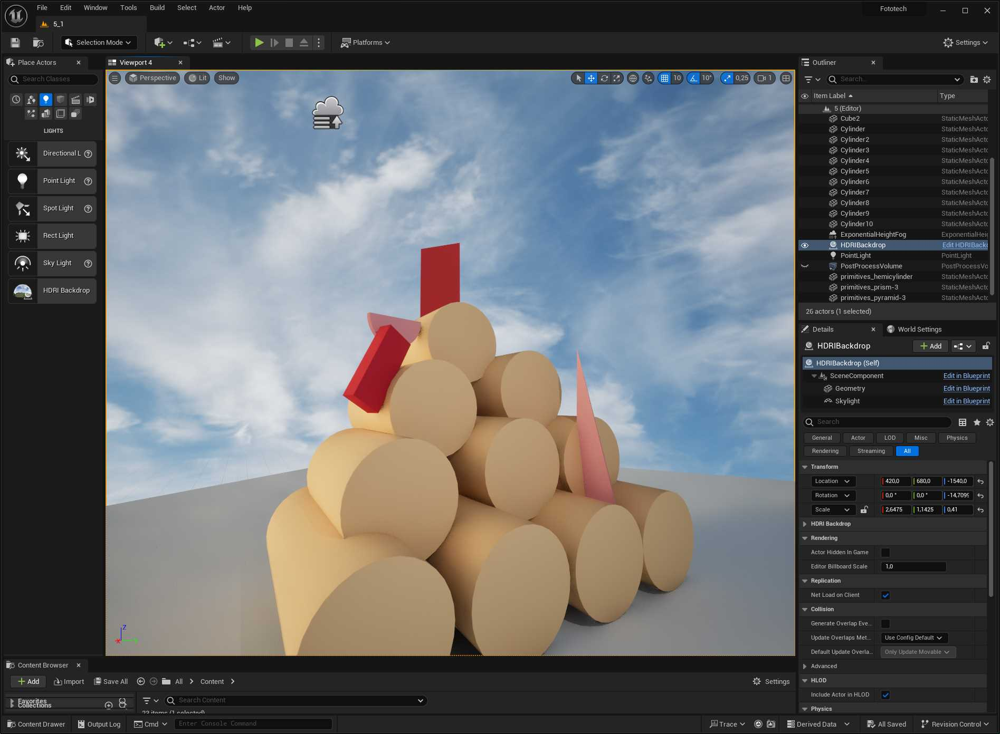 File Edit Window Tools Build Select Actor Help
Fototech
5_1
Selection Mode
Platforms
Settings
Place Actors
Search Classes
LIGHTS
Directional L
Point Light
Spot Light
Rect Light
Sky Light
HDRI Backdrop
Viewport 4
Perspective Lit Show
10 10° 0,25 1
Z
Outliner
Search...
Item Label Type
5 (Editor)
Cube2 StaticMeshActo
Cylinder StaticMeshActo
Cylinder2 StaticMeshActo
Cylinder3 StaticMeshActo
Cylinder4 StaticMeshActo
Cylinder5 StaticMeshActo
Cylinder6 StaticMeshActo
Cylinder7 StaticMeshActo
Cylinder8 StaticMeshActo
Cylinder9 StaticMeshActo
Cylinder10 StaticMeshActo
ExponentialHeightFog ExponentialHeig
HDRIBackdrop Edit HDRIBackd
PointLight PointLight
PostProcessVolume PostProcessVo
primitives_hemicylinder StaticMeshActo
primitives_prism-3 StaticMeshActo
primitives_pyramid-3 StaticMeshActo
26 actors (1 selected)
Details World Settings
HDRIBackdrop Add
HDRIBackdrop (Self)
SceneComponent Edit in Blueprint
Geometry Edit in Blueprint
Skylight Edit in Blueprint
Search
General Actor LOD Misc Physics
Rendering Streaming All
Transform
Location 420,0 680,0 -1540,0
Rotation 0,0 ° 0,0 ° -14,7099
Scale 2,6475 1,1425 0,41
HDRI Backdrop
Rendering
Actor Hidden In Game
Editor Billboard Scale 1,0
Replication
Net Load on Client
Collision
Generate Overlap Eve...
Update Overlaps Met... Use Config Default
Default Update Overla... Only Update Movable
Advanced
HLOD
Include Actor in HLOD
Physics
Content Browser
Add Import Save All All Content Settings
Favorites
Collections
Search Content
23 items (1 selected)
Content Drawer Output Log Cmd Enter Console Command Trace Derived Data All Saved Revision Control